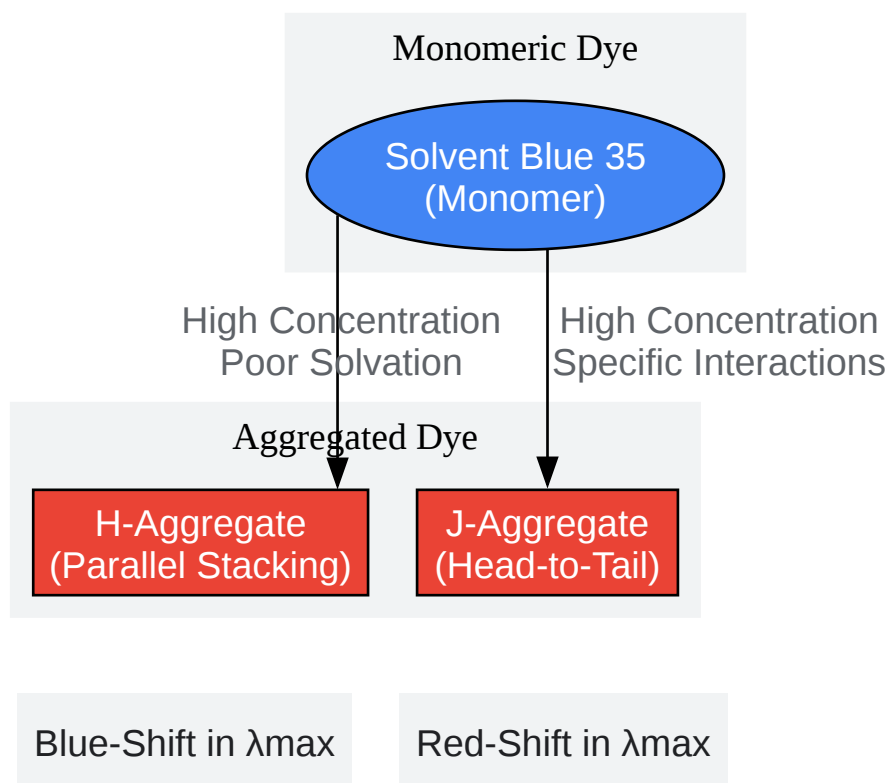 Monomeric Dye
Solvent Blue 35
(Monomer)
High Concentration
Poor Solvation
High Concentration
Specific Interactions
Aggregated Dye
H-Aggregate
(Parallel Stacking)
J-Aggregate
(Head-to-Tail)
Blue-Shift in λmax
Red-Shift in λmax